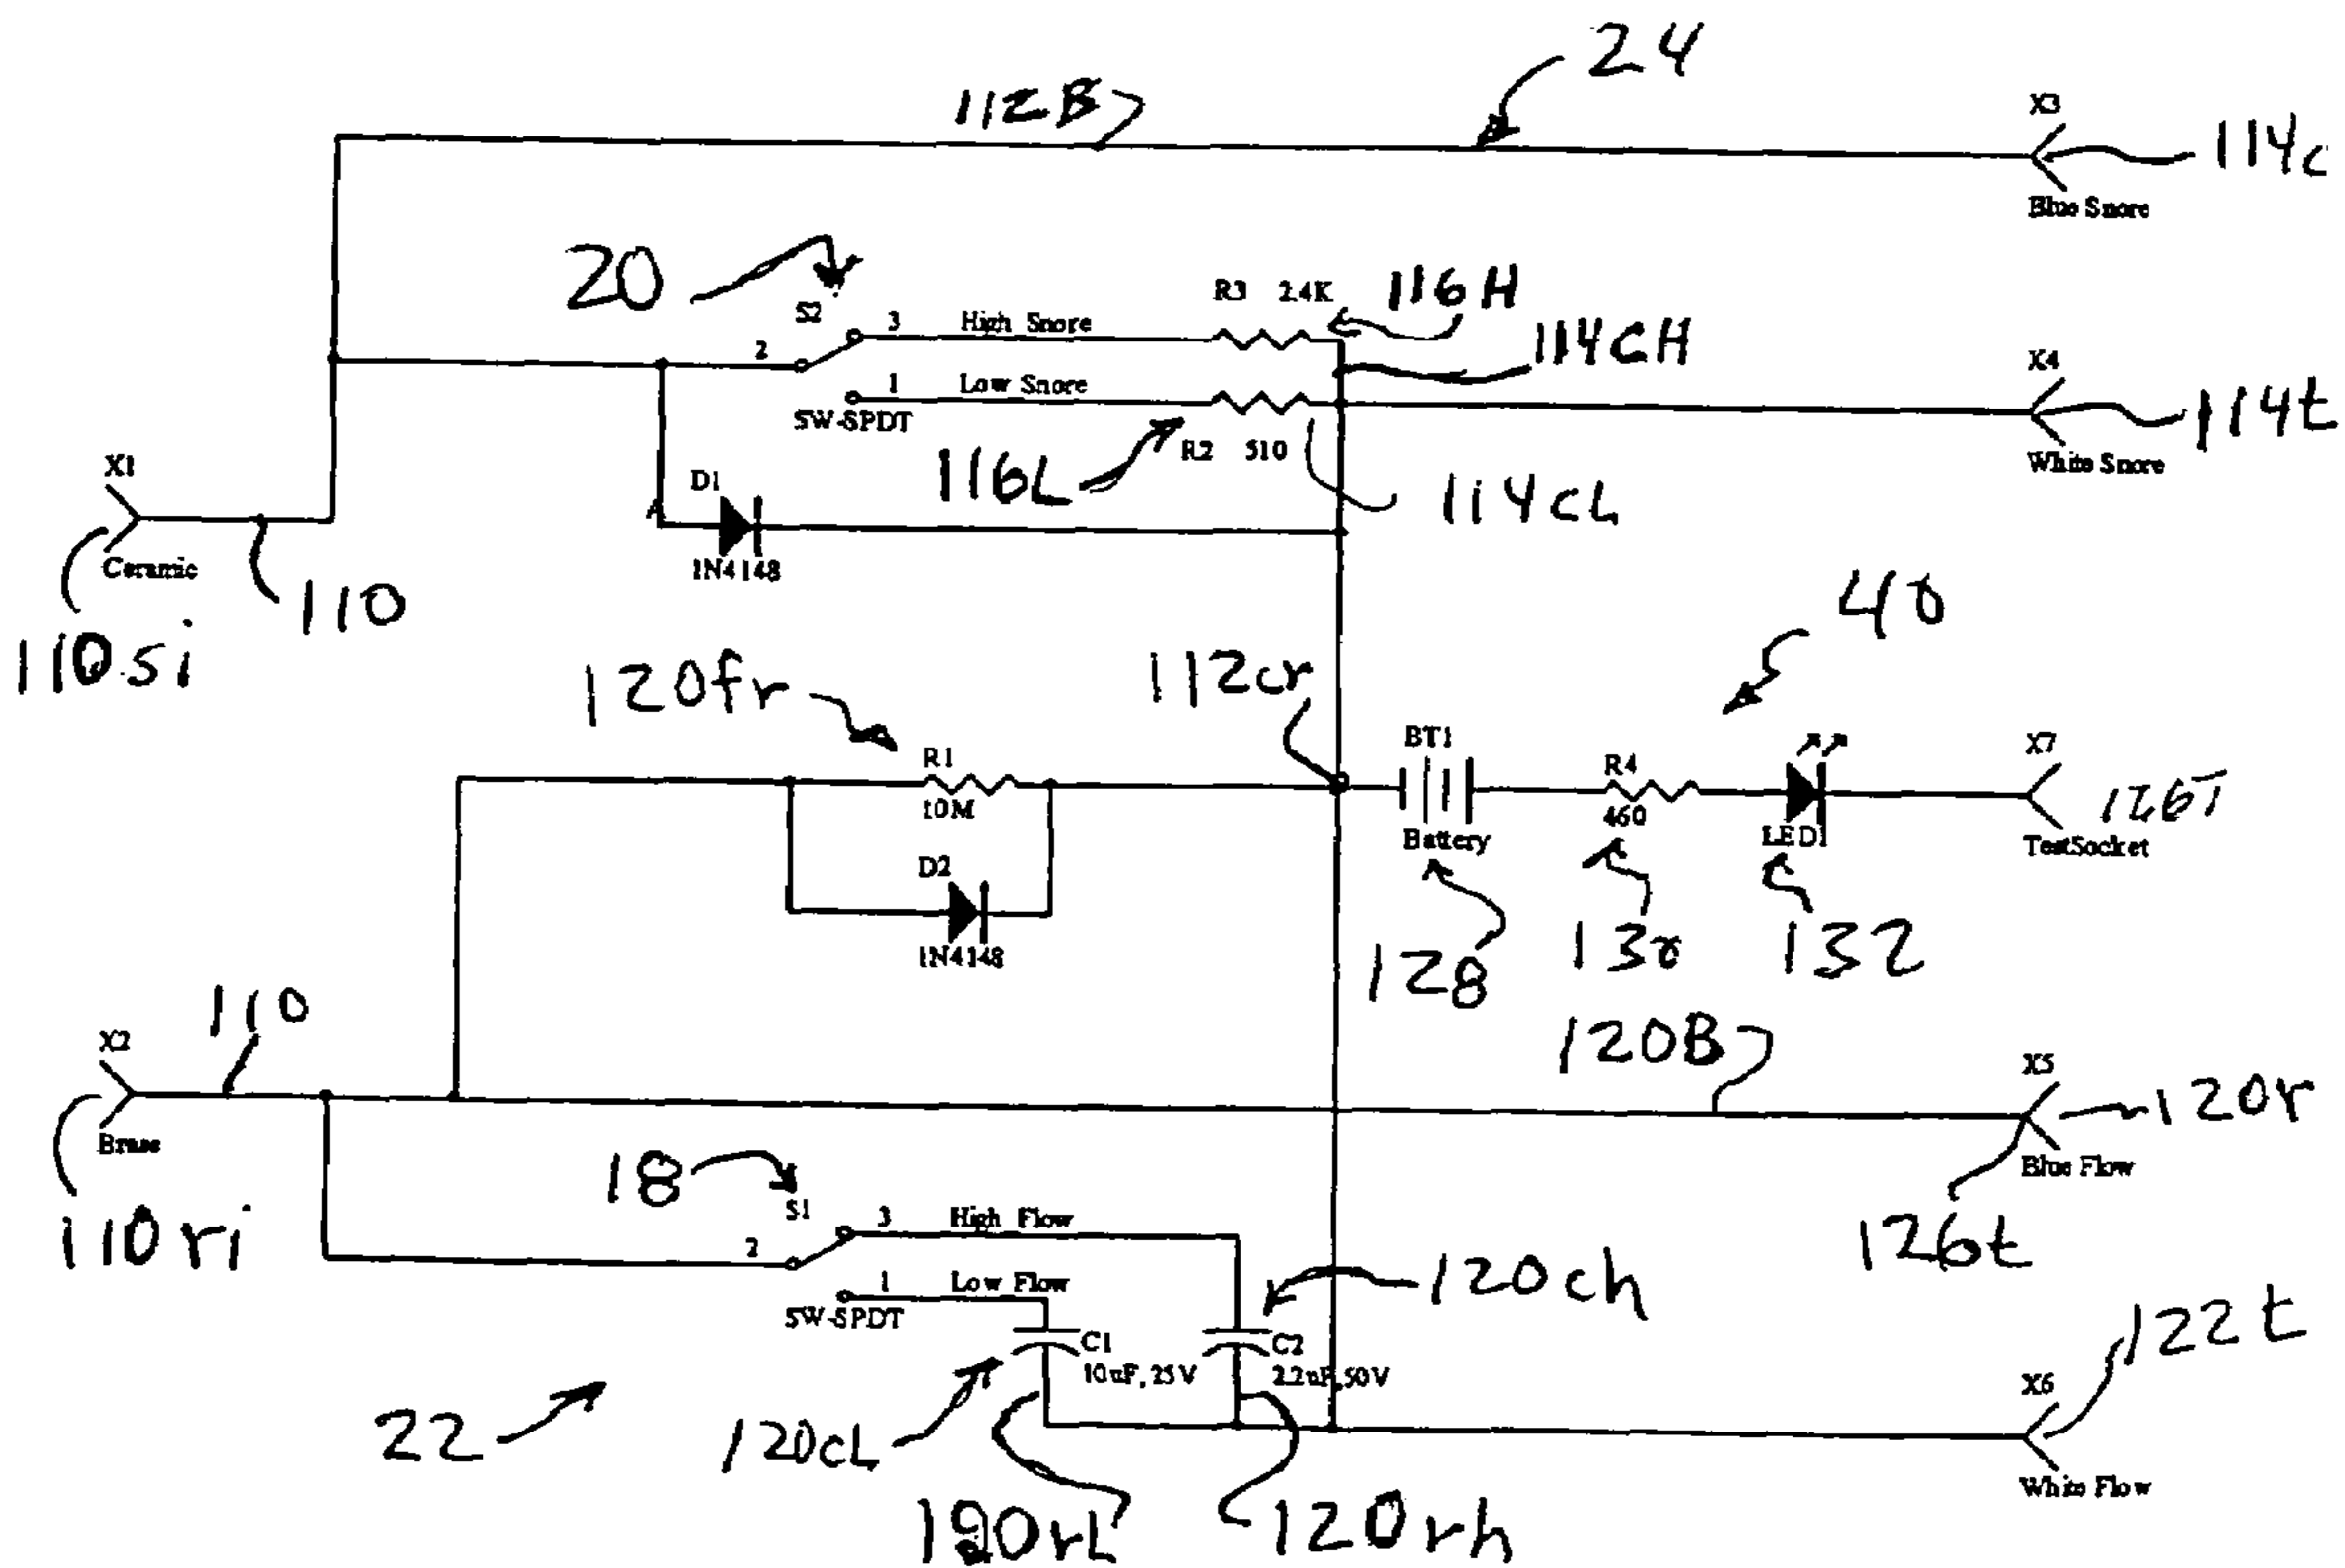 24
112B
X3
114c
Blue Snore
20
S2
3
High Snore
R3 2.4K
116H
114CH
2
1
Low Snore
X4
114t
SW-SPDT
R2 510
White Snore
116L
114CL
X1
D1
Ceramic
1N4148
110
110si
40
112cr
120fr
R1
10M
BT1
Battery
R4
460
LED1
X7
126T
TestSocket
D2
1N4148
128
130
132
110
120B
X2
X5
120r
Brass
Blue Flow
18
S1
110ri
3
High Flow
126t
2
1
Low Flow
120ch
SW-SPDT
122t
C1
10uF, 25V
C2
2.2uF, 50V
X6
22
120cL
White Flow
120rh